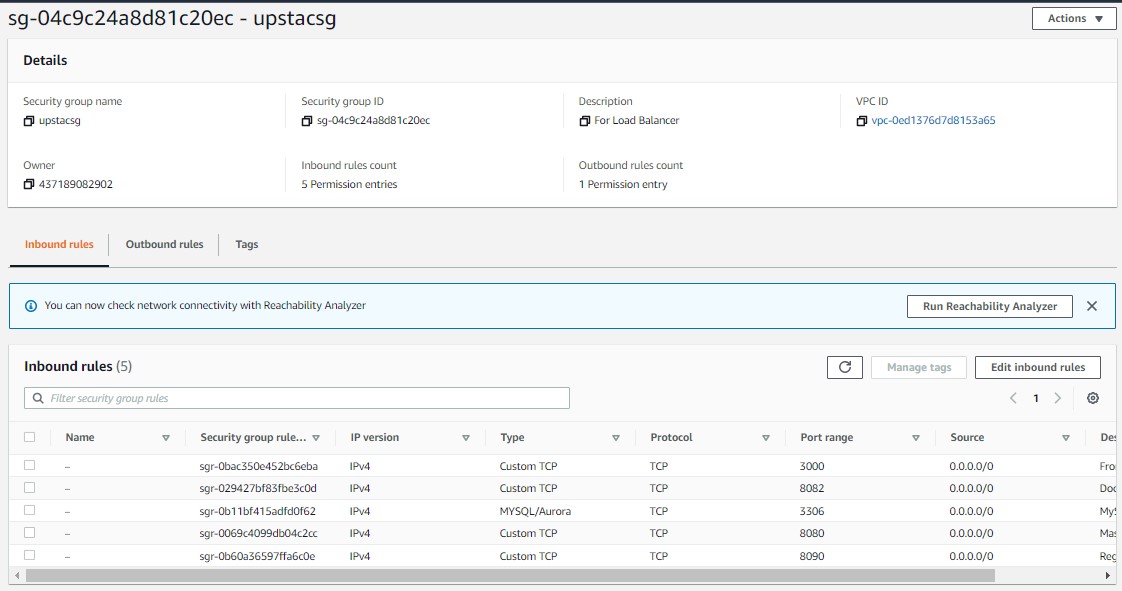 sg-04c9c24a8d81c20ec - upstacsg
Actions
Details
Security group name
upstacsg
Security group ID
sg-04c9c24a8d81c20ec
Description
For Load Balancer
VPC ID
vpc-0ed1376d7d8153a65
Owner
437189082902
Inbound rules count
5 Permission entries
Outbound rules count
1 Permission entry
Inbound rules Outbound rules Tags
You can now check network connectivity with Reachability Analyzer Run Reachability Analyzer
Inbound rules (5) Manage tags Edit inbound rules
Filter security group rules 1
Name Security group rule... IP version Type Protocol Port range Source Des
– sgr-0bac350e452bc6eba IPv4 Custom TCP TCP 3000 0.0.0.0/0 Fro
– sgr-029427bf83fbe3c0d IPv4 Custom TCP TCP 8082 0.0.0.0/0 Doc
– sgr-0b11bf415adfd0f62 IPv4 MYSQL/Aurora TCP 3306 0.0.0.0/0 MyS
– sgr-0069c4099db04c2cc IPv4 Custom TCP TCP 8080 0.0.0.0/0 Mas
– sgr-0b60a36597ffa6c0e IPv4 Custom TCP TCP 8090 0.0.0.0/0 Reg